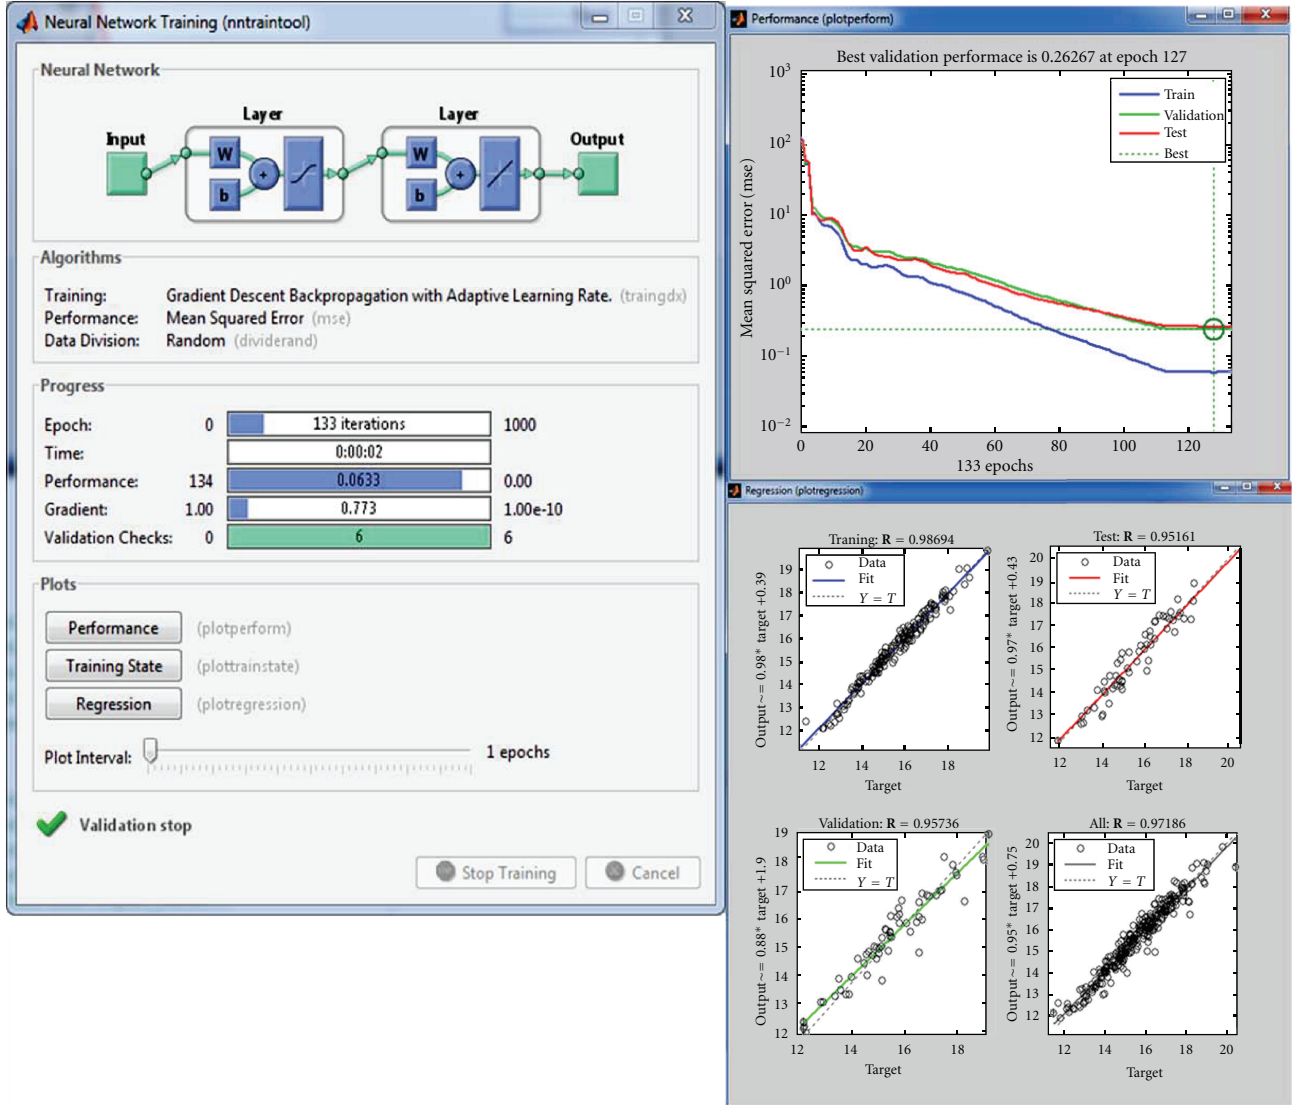 Neural Network Training (nntraintool)
Neural Network
Layer
Layer
Input
Output
W
b
+
W
b
+
Algorithms
Training: Gradient Descent Backpropagation with Adaptive Learning Rate. (traingdx)
Performance: Mean Squared Error (mse)
Data Division: Random (dividerand)
Progress
Epoch: 0 133 iterations 1000
Time: 0:00:02
Performance: 134 0.0633 0.00
Gradient: 1.00 0.773 1.00e-10
Validation Checks: 0 6 6
Plots
Performance (plotperform)
Training State (plottrainstate)
Regression (plotregression)
Plot Interval: 1 epochs
Validation stop
Stop Training Cancel
Performance (plotperform)
Best validation performace is 0.26267 at epoch 127
Mean squared error (mse)
10³
10²
10¹
10⁰
10⁻¹
10⁻²
Train
Validation
Test
Best
0 20 40 60 80 100 120
133 epochs
Regression (plotregression)
Traning: R = 0.98694
Output ~= 0.98* target +0.39
19
18
17
16
15
14
13
12
Data
Fit
Y = T
12 14 16 18
Target
Test: R = 0.95161
Output ~= 0.97* target +0.43
20
19
18
17
16
15
14
13
12
Data
Fit
Y = T
12 14 16 18 20
Target
Validation: R = 0.95736
Output ~= 0.88* target +1.9
19
18
17
16
15
14
13
12
Data
Fit
Y = T
12 14 16 18
Target
All: R = 0.97186
Output ~= 0.95* target +0.75
20
19
18
17
16
15
14
13
12
Data
Fit
Y = T
12 14 16 18 20
Target